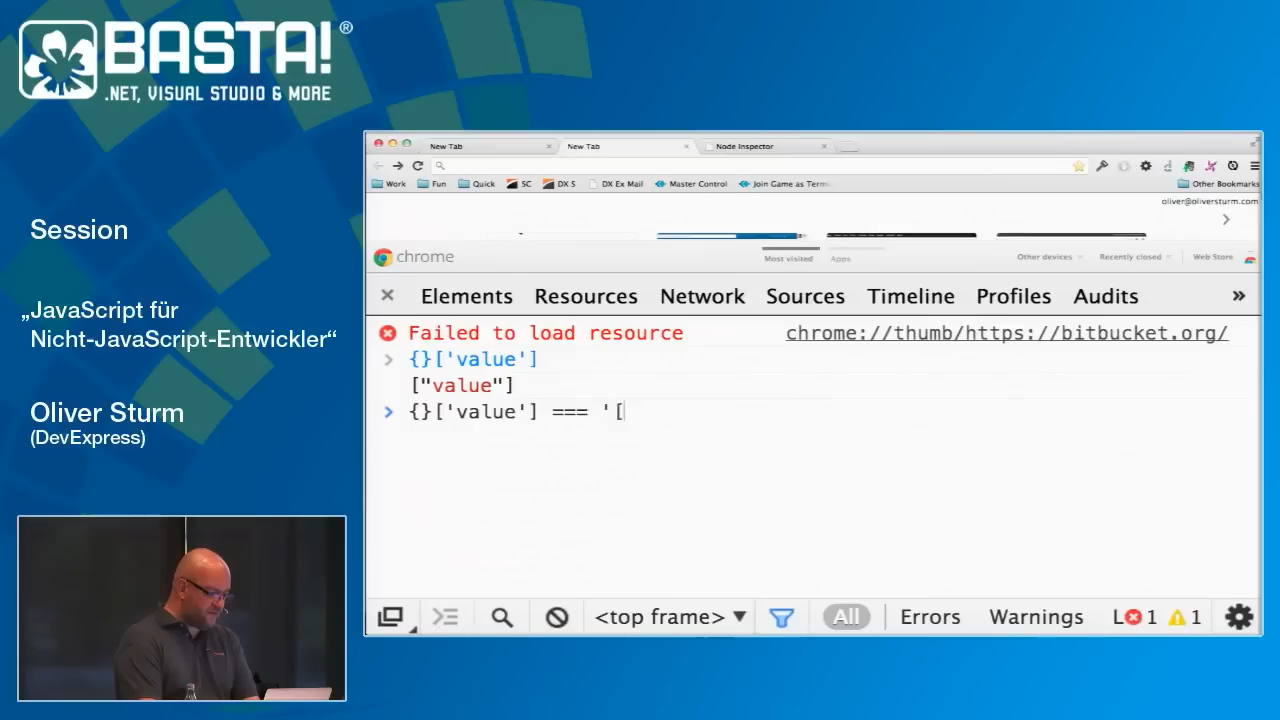 BASTA!®
.NET, VISUAL STUDIO & MORE
Session
„JavaScript für
Nicht-JavaScript-Entwickler“
Oliver Sturm
(DevExpress)
New Tab
New Tab
Node Inspector
Work
Fun
Quick
SC
DX S
DX Ex Mail
Master Control
Join Game as Term
Other Bookmarks
oliver@oliversturm.com
chrome
Most visited
Apps
Other devices
Recently closed
Web Store
× Elements Resources Network Sources Timeline Profiles Audits »
Failed to load resource chrome://thumb/https://bitbucket.org/
> {}['value']
["value"]
> {}['value'] === '[
<top frame> ▼ All Errors Warnings L 1 1